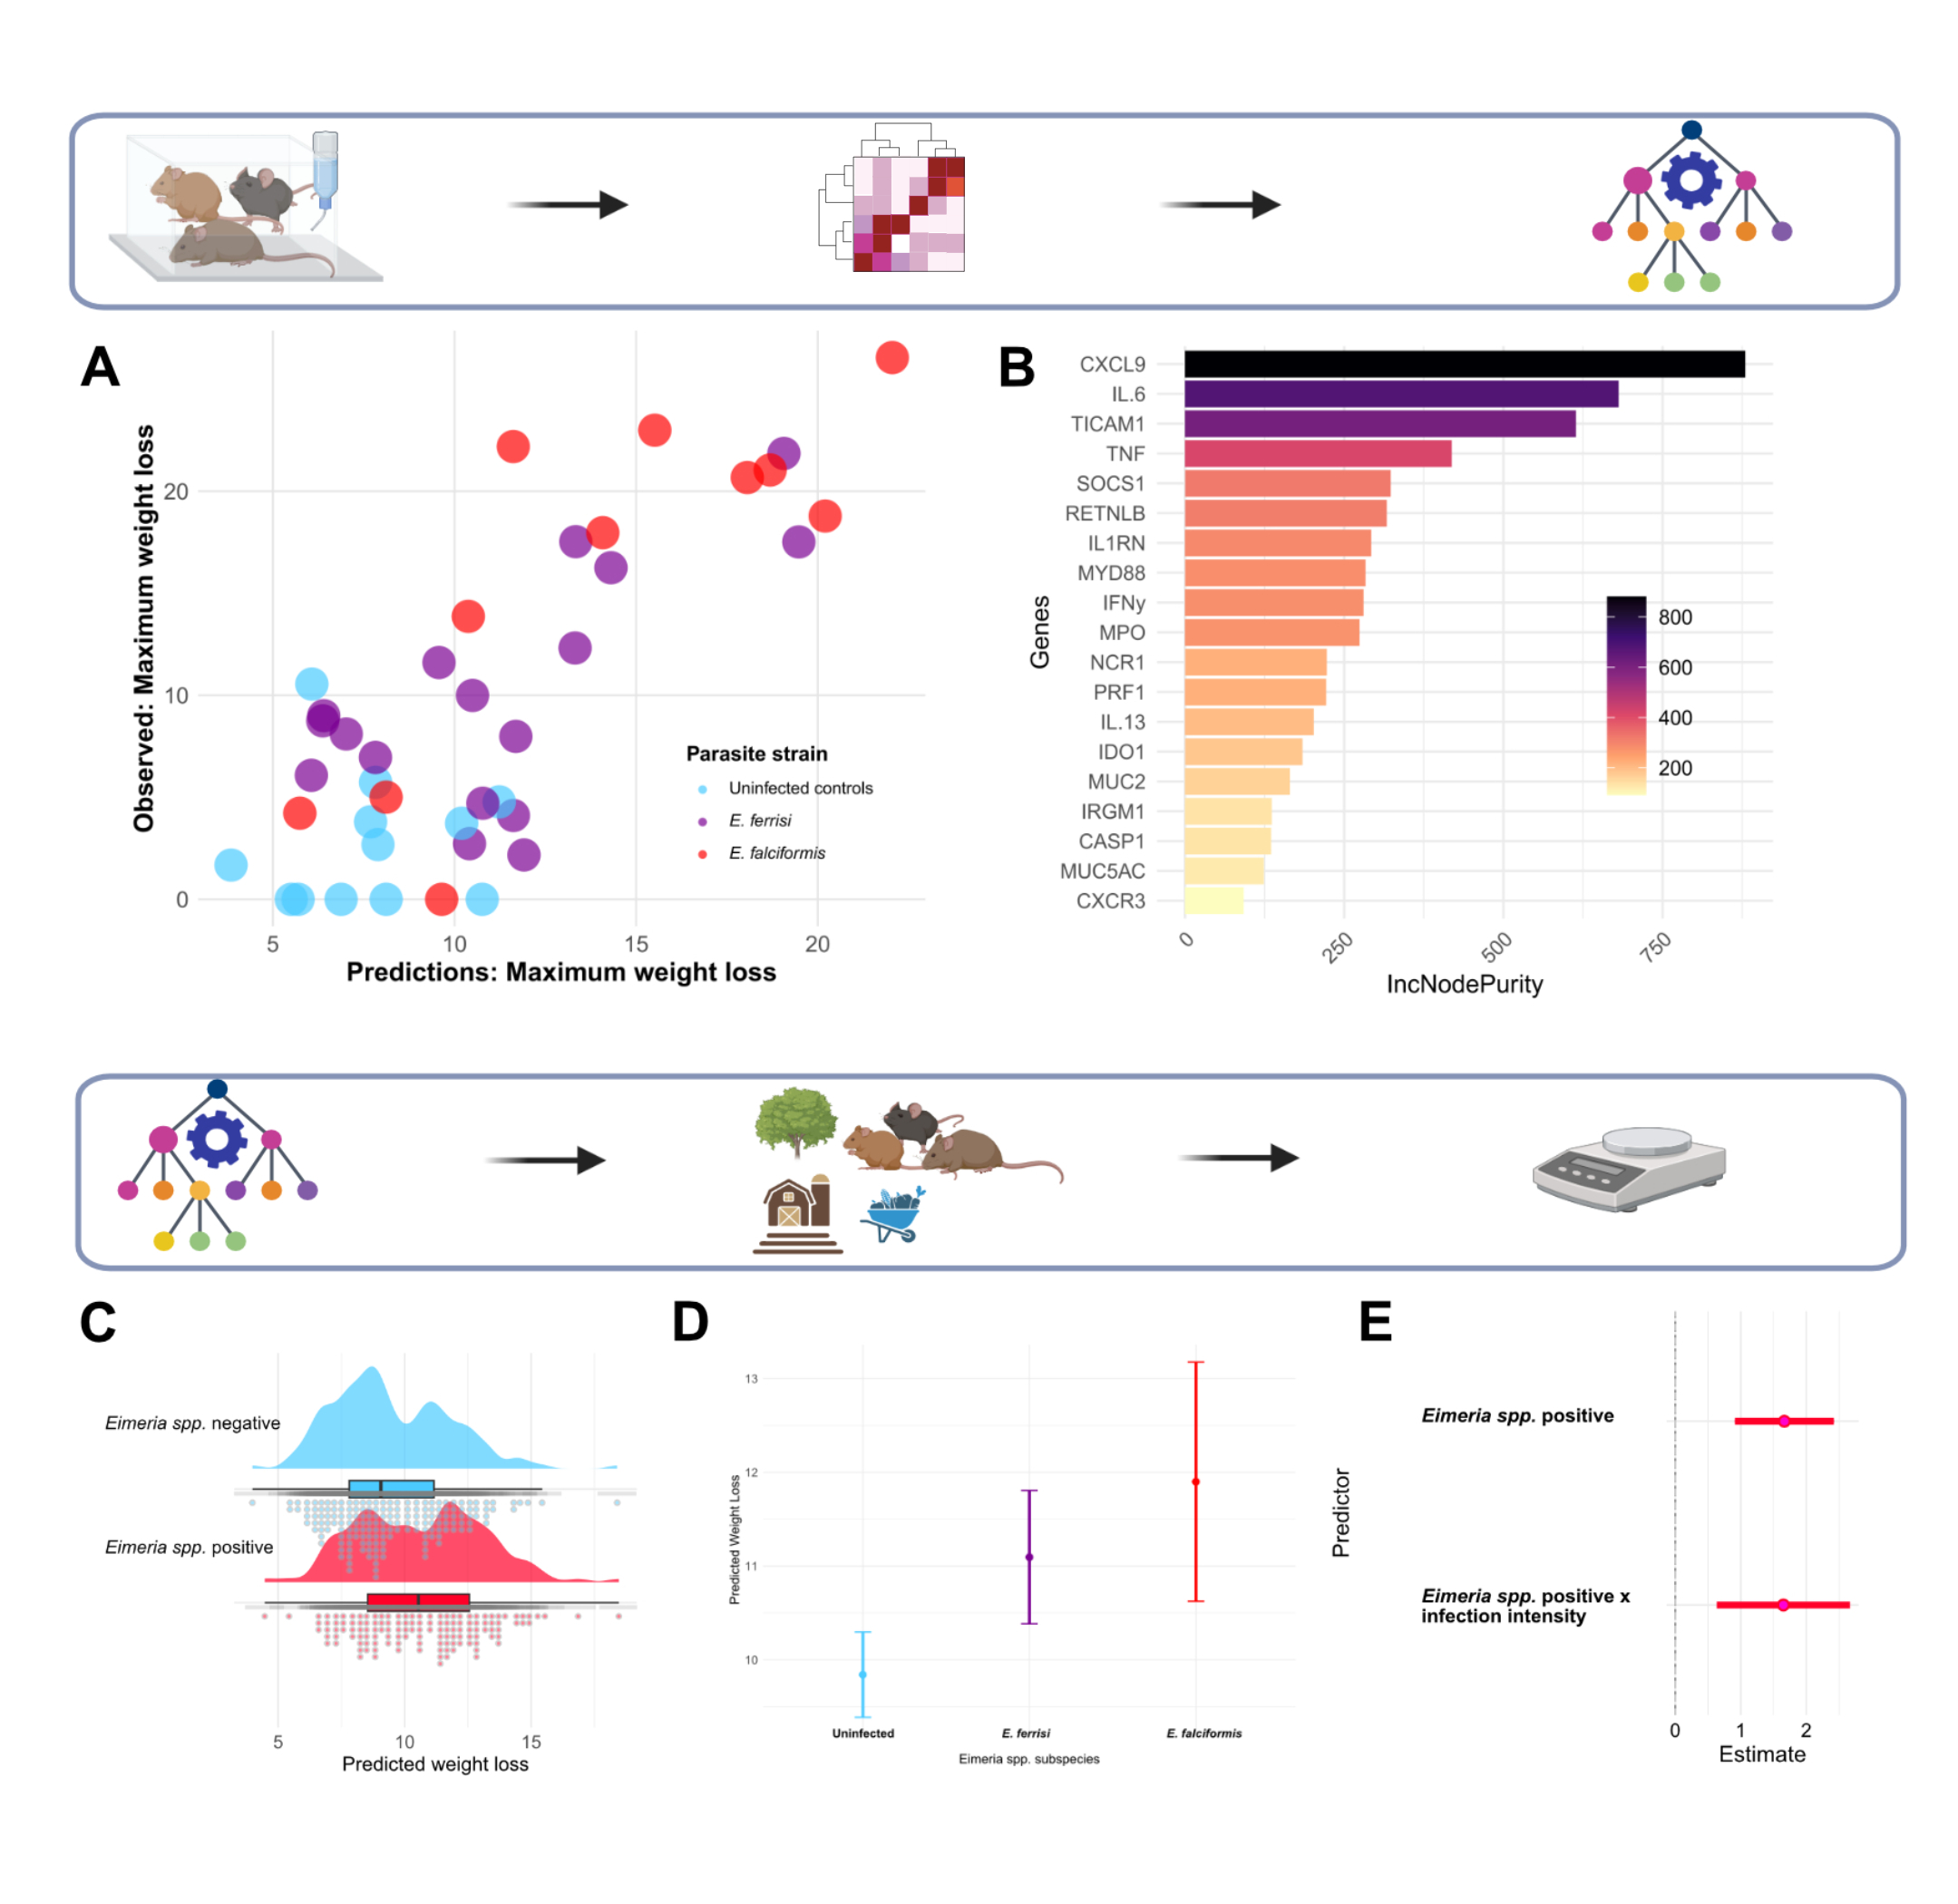 A
Observed: Maximum weight loss
20
10
0
5 10 15 20
Predictions: Maximum weight loss
Parasite strain
Uninfected controls
E. ferrisi
E. falciformis
B
Genes
CXCL9
IL.6
TICAM1
TNF
SOCS1
RETNLB
IL1RN
MYD88
IFNy
MPO
NCR1
PRF1
IL.13
IDO1
MUC2
IRGM1
CASP1
MUC5AC
CXCR3
0 250 500 750
IncNodePurity
800
600
400
200
C
Eimeria spp. negative
Eimeria spp. positive
5 10 15
Predicted weight loss
D
Predicted Weight Loss
13
12
11
10
Uninfected E. ferrisi E. falciformis
Eimeria spp. subspecies
E
Predictor
Eimeria spp. positive
Eimeria spp. positive x
infection intensity
0 1 2
Estimate